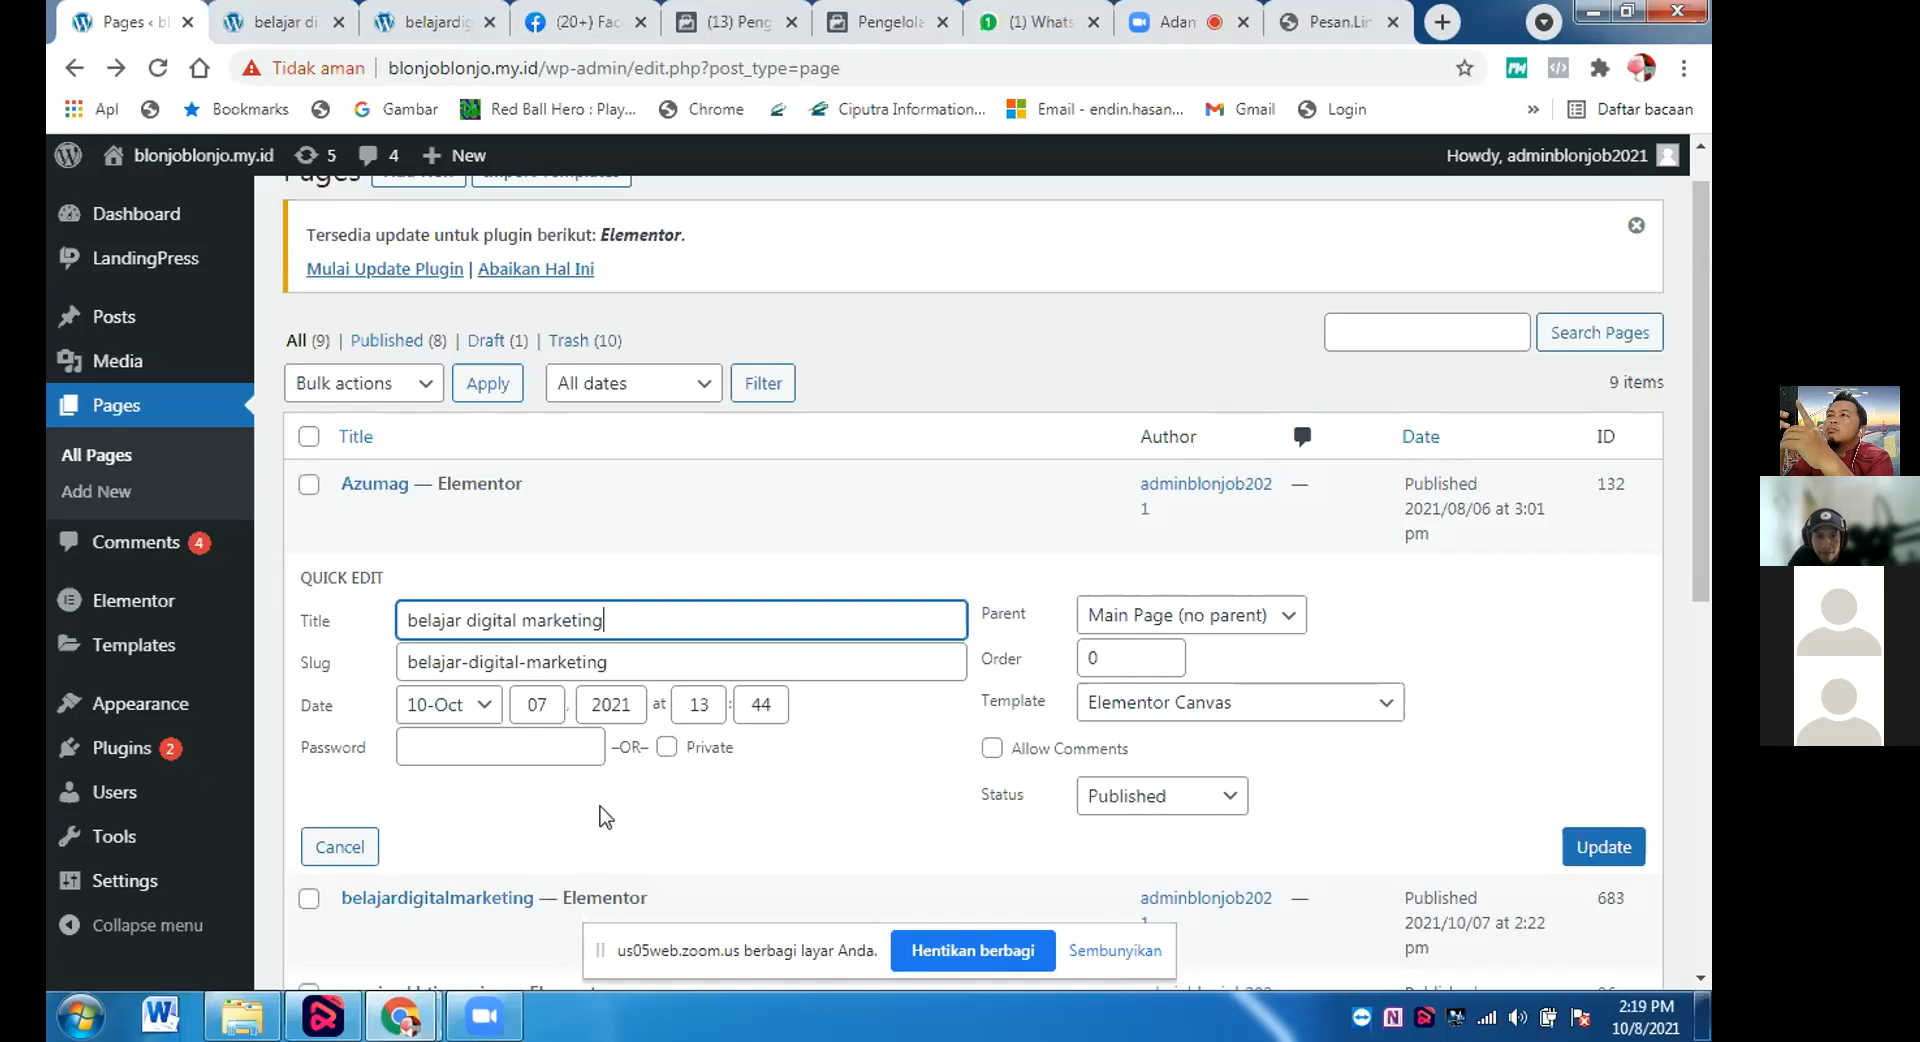 Pages ‹ bl
belajar di
belajardig
(20+) Fac
(13) Peng
Pengelola
(1) Whats
Adam
Pesan.Lin
Tidak aman
blonjoblonjo.my.id/wp-admin/edit.php?post_type=page
Apl
Bookmarks
Gambar
Red Ball Hero : Play...
Chrome
Ciputra Information...
Email - endin.hasan...
Gmail
Login
»
Daftar bacaan
blonjoblonjo.my.id
5
4
New
Howdy, adminblonjob2021
Dashboard
LandingPress
Posts
Media
Pages
All Pages
Add New
Comments 4
Elementor
Templates
Appearance
Plugins 2
Users
Tools
Settings
Collapse menu
Pages
Tersedia update untuk plugin berikut: Elementor.
Mulai Update Plugin | Abaikan Hal Ini
All (9) | Published (8) | Draft (1) | Trash (10)
Search Pages
Bulk actions
Apply
All dates
Filter
9 items
Title
Author
Date
ID
Azumag — Elementor
adminblonjob202
1
—
Published
2021/08/06 at 3:01
pm
132
QUICK EDIT
Title
belajar digital marketing
Slug
belajar-digital-marketing
Date
10-Oct
07
,
2021
at
13
:
44
Password
–OR–
Private
Parent
Main Page (no parent)
Order
0
Template
Elementor Canvas
Allow Comments
Status
Published
Cancel
Update
belajardigitalmarketing — Elementor
adminblonjob202
—
Published
2021/10/07 at 2:22
pm
683
us05web.zoom.us berbagi layar Anda.
Hentikan berbagi
Sembunyikan
2:19 PM
10/8/2021